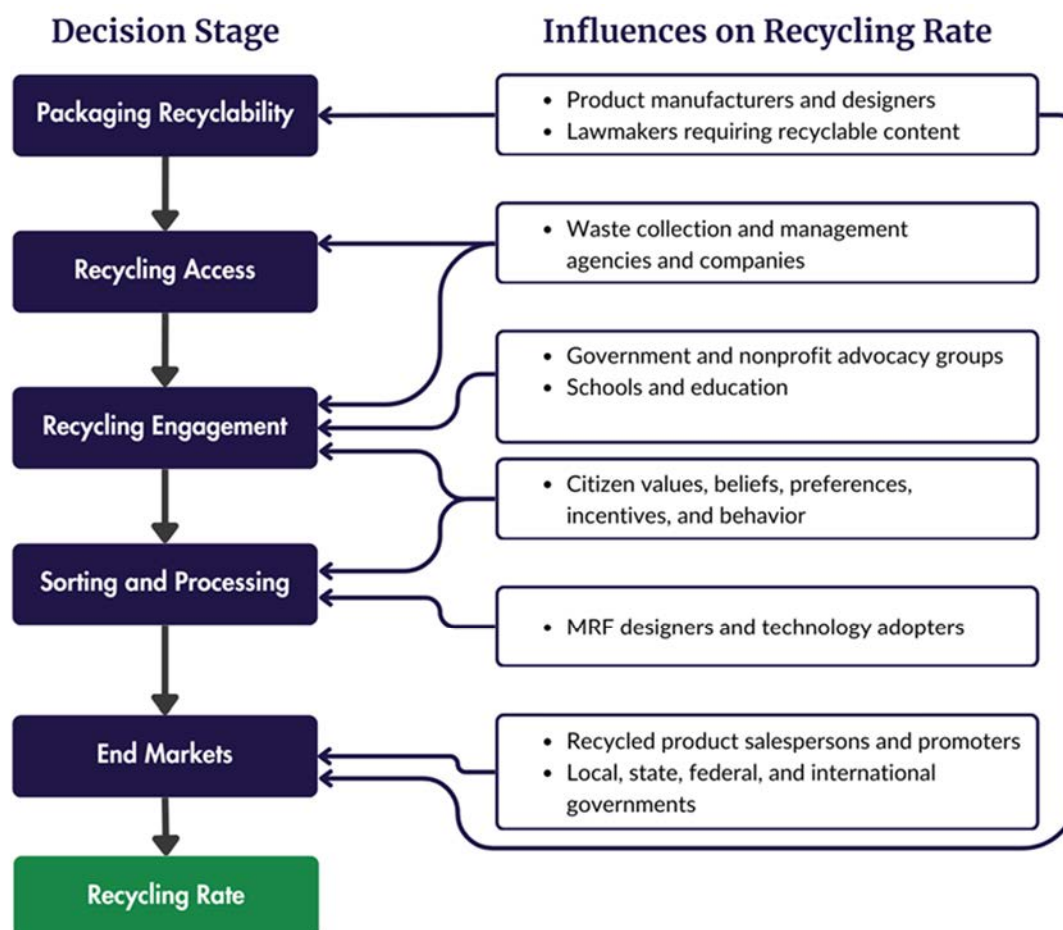 Decision Stage
Influences on Recycling Rate
Packaging Recyclability
• Product manufacturers and designers
• Lawmakers requiring recyclable content
Recycling Access
• Waste collection and management
agencies and companies
Recycling Engagement
• Government and nonprofit advocacy groups
• Schools and education
• Citizen values, beliefs, preferences,
incentives, and behavior
Sorting and Processing
• MRF designers and technology adopters
End Markets
• Recycled product salespersons and promoters
• Local, state, federal, and international
governments
Recycling Rate